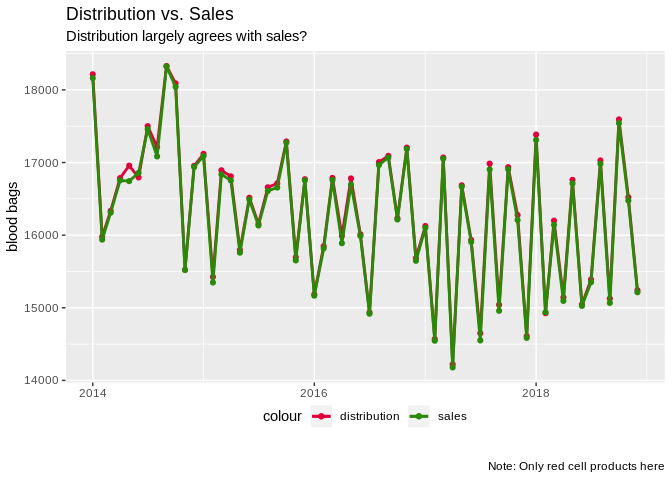 Distribution vs. Sales
Distribution largely agrees with sales?
blood bags
18000
17000
16000
15000
14000
2014
2016
2018
colour
distribution
sales
Note: Only red cell products here